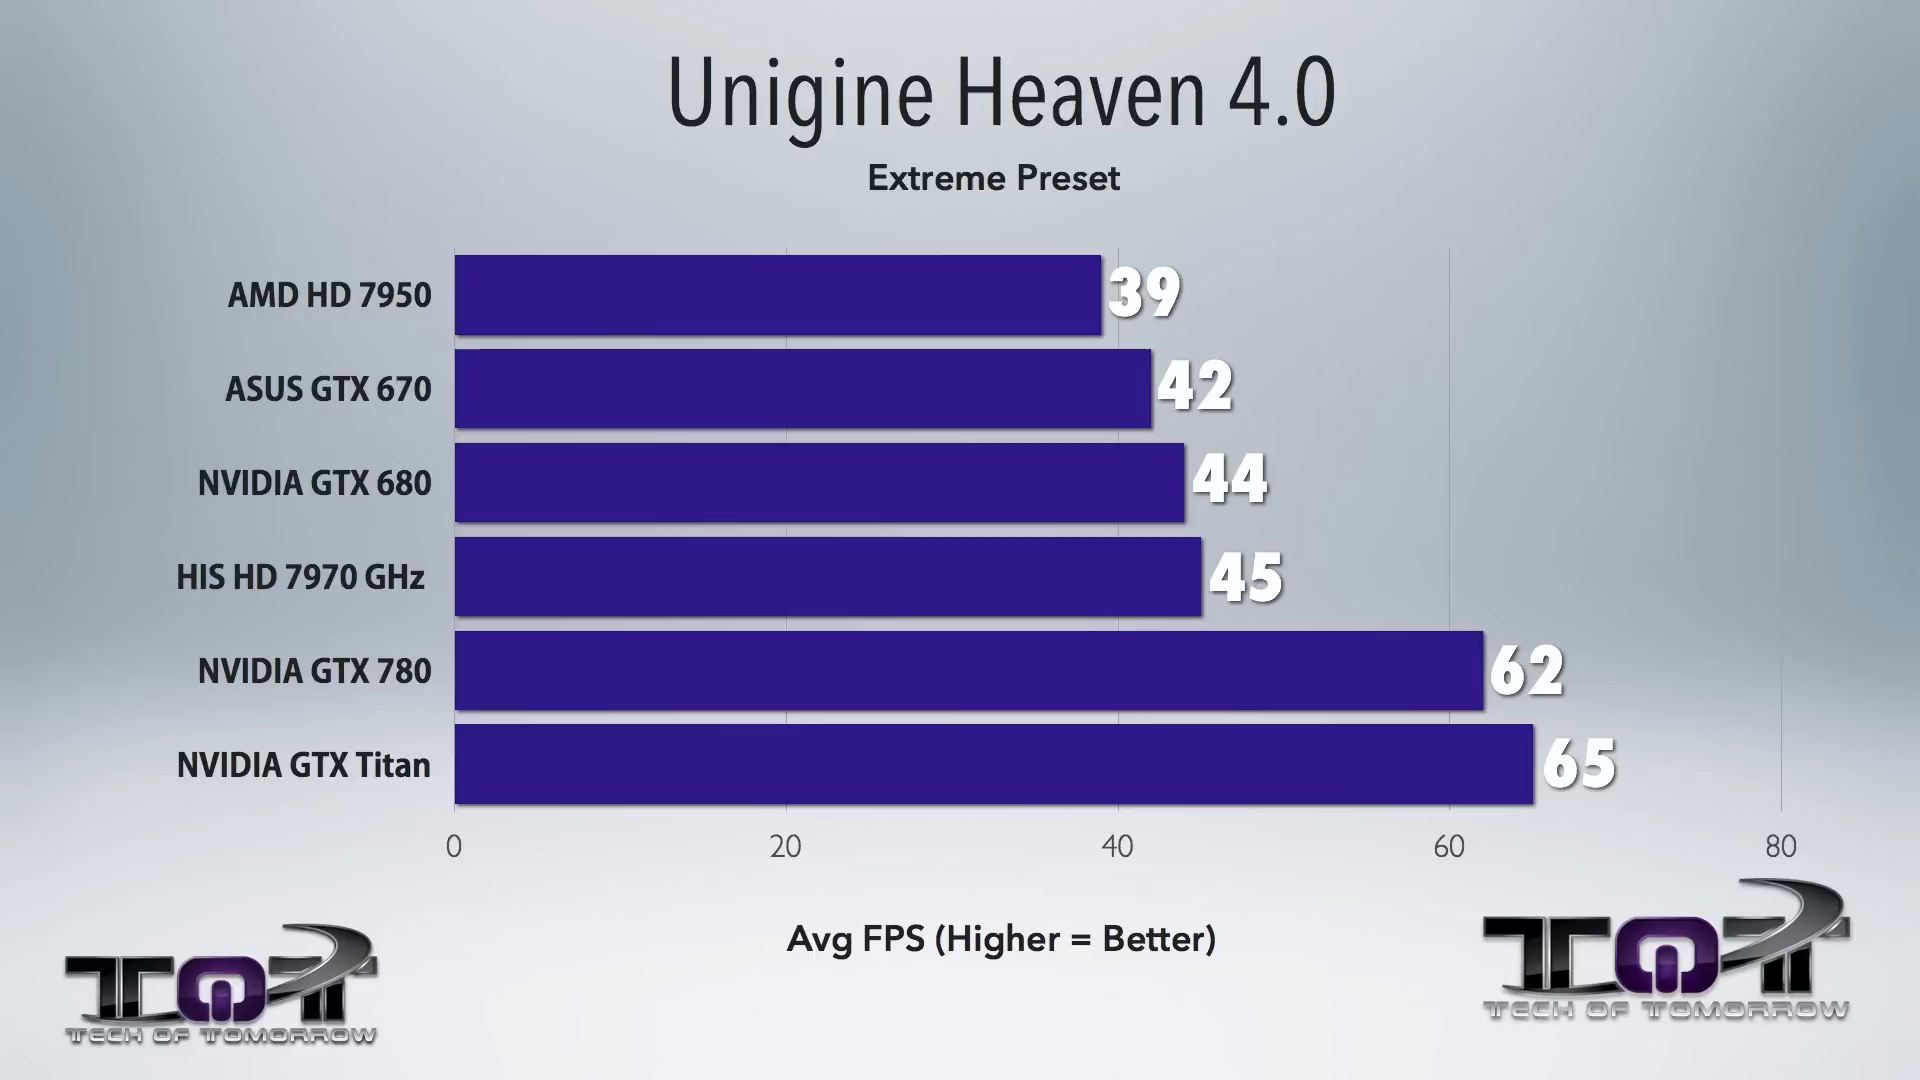 Unigine Heaven 4.0
Extreme Preset
AMD HD 7950 39
ASUS GTX 670 42
NVIDIA GTX 680 44
HIS HD 7970 GHz 45
NVIDIA GTX 780 62
NVIDIA GTX Titan 65
0 20 40 60 80
Avg FPS (Higher = Better)
TOT
TECH OF TOMORROW
TOT
TECH OF TOMORROW